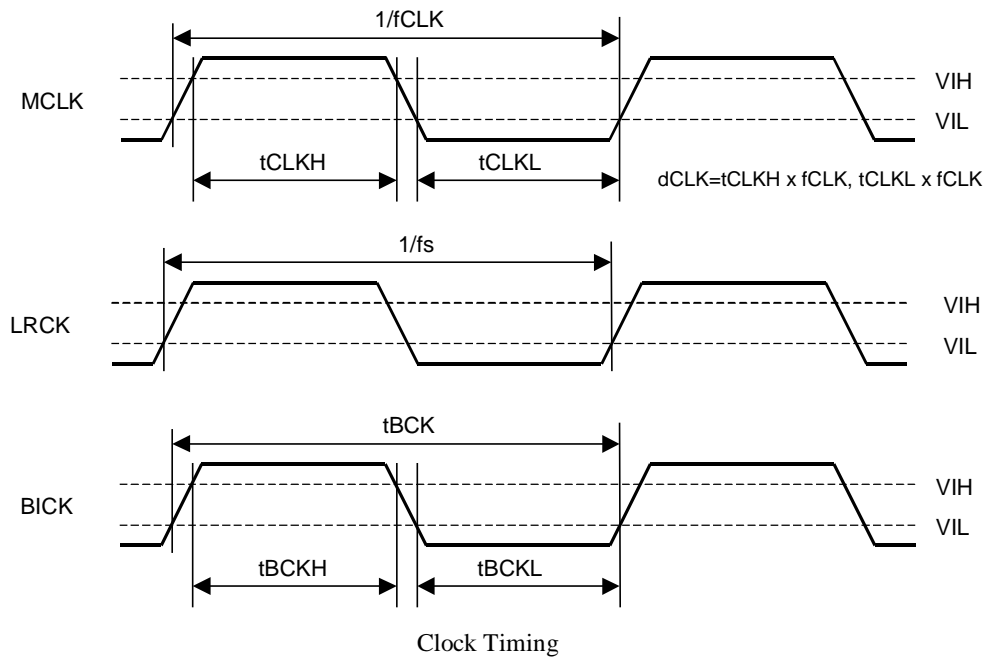 1/fCLK
MCLK
VIH
VIL
tCLKH
tCLKL
dCLK=tCLKH x fCLK, tCLKL x fCLK
1/fs
LRCK
VIH
VIL
tBCK
BICK
VIH
VIL
tBCKH
tBCKL
Clock Timing